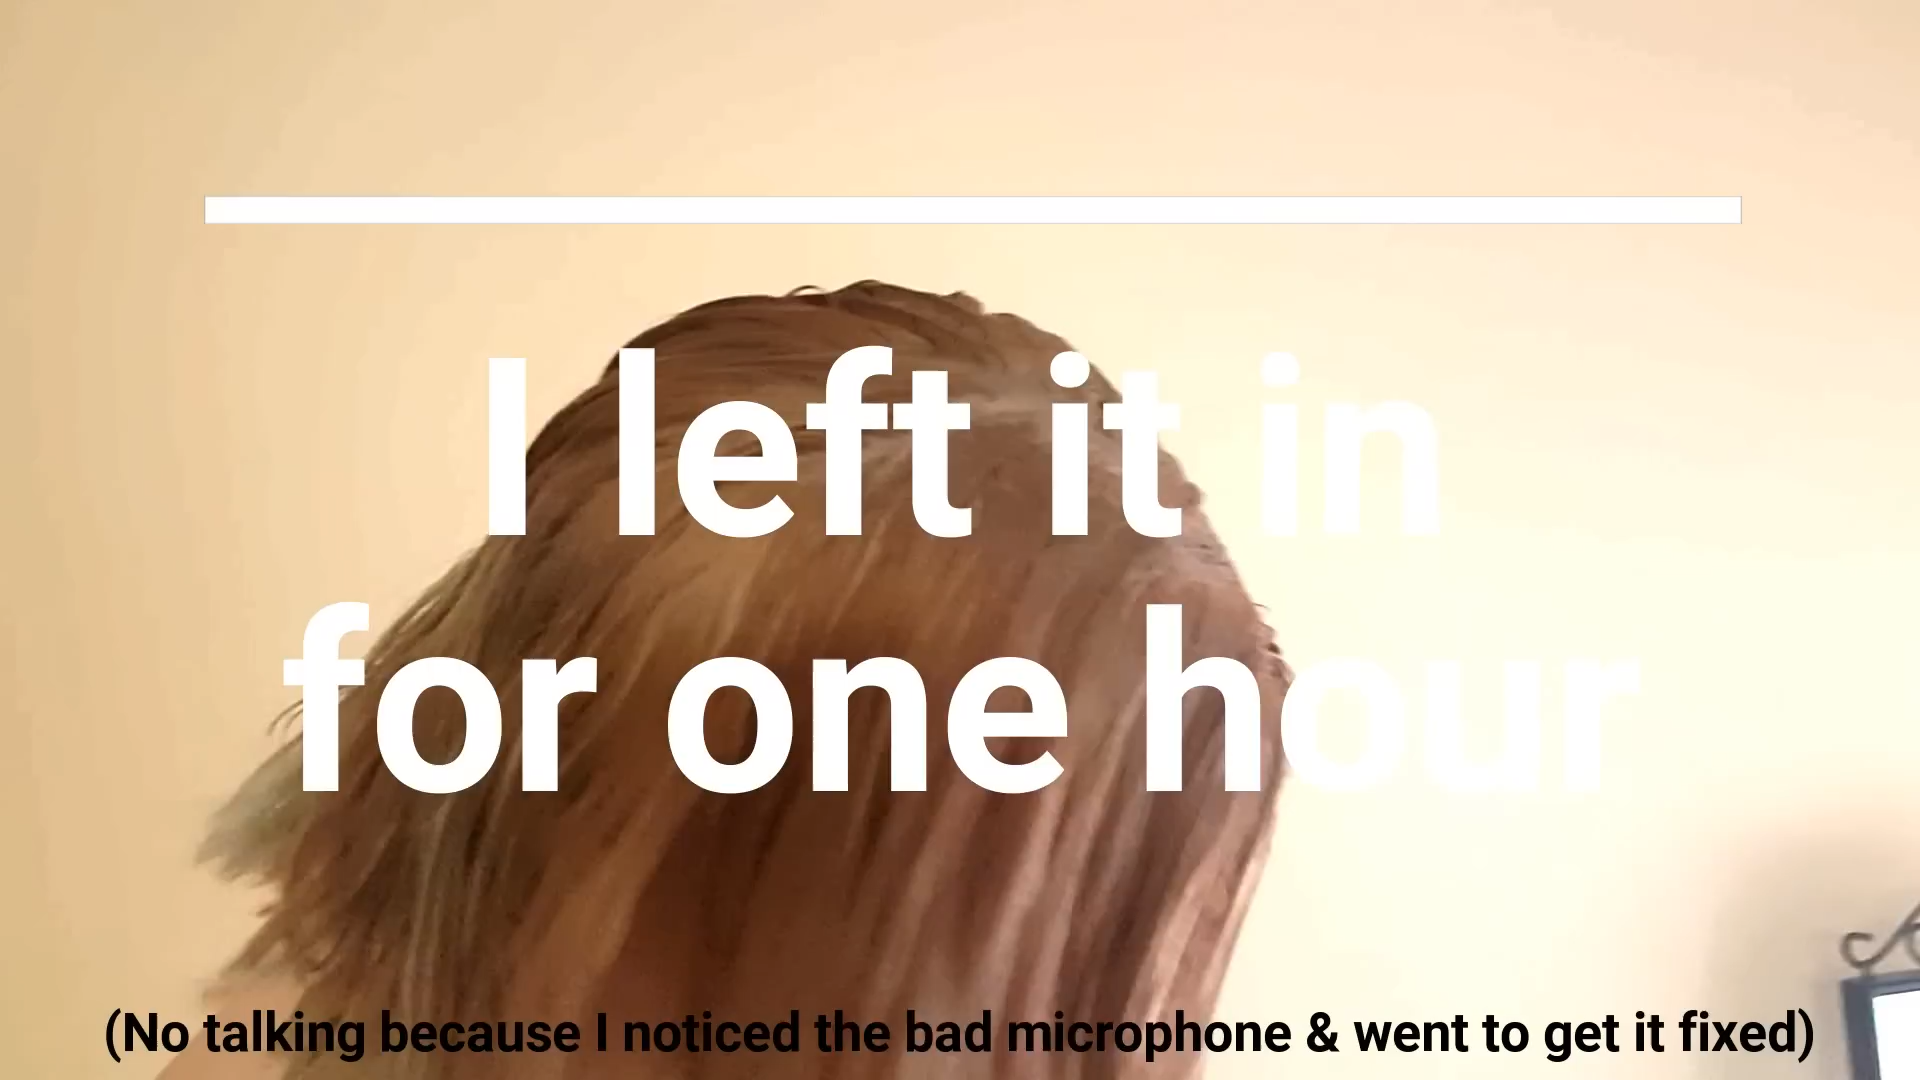 I left it in
for one hour
(No talking because I noticed the bad microphone & went to get it fixed)